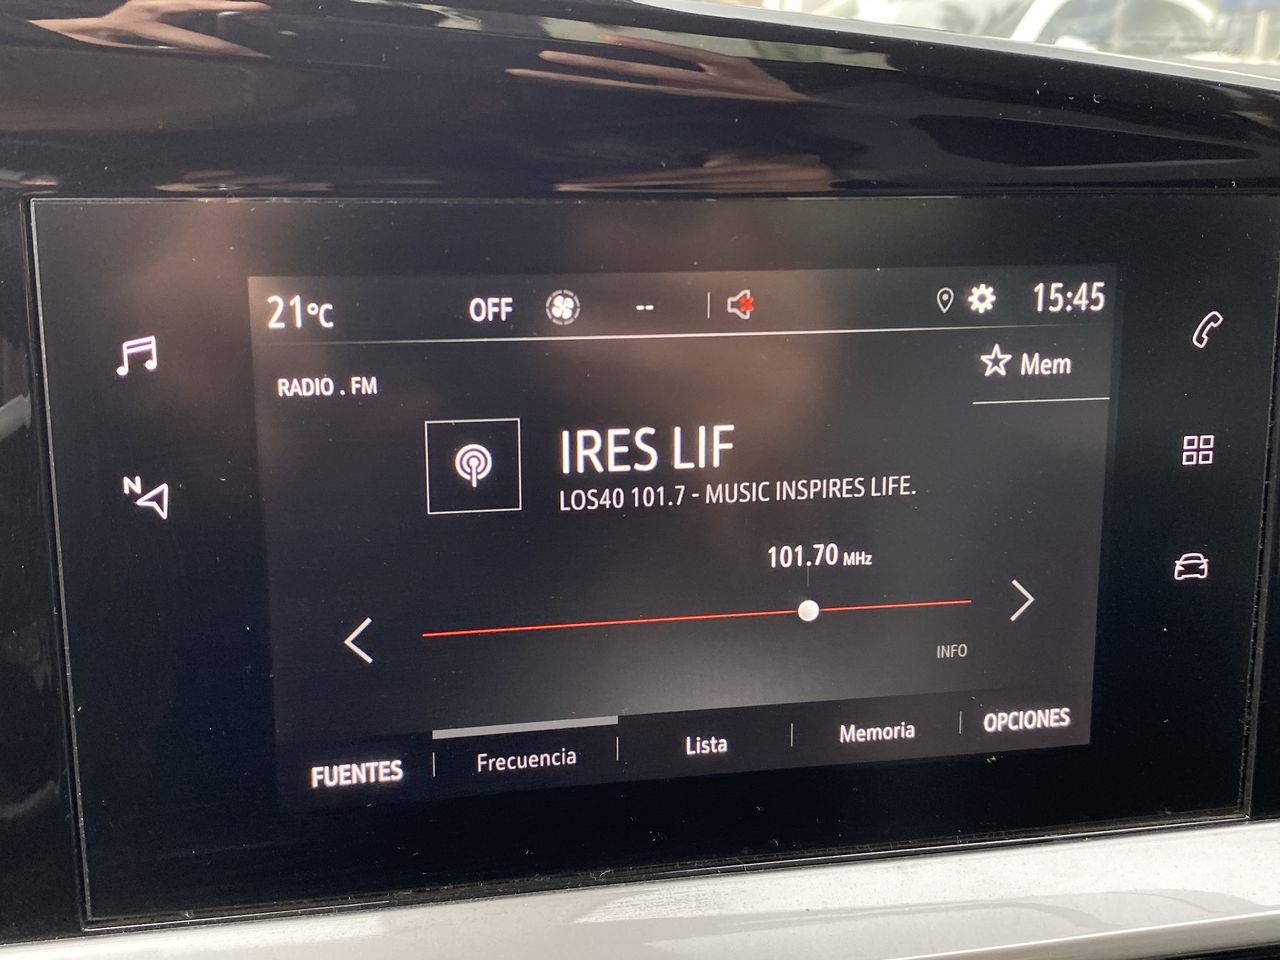 21°C OFF -- 15:45
RADIO . FM
Mem
IRES LIF
LOS40 101.7 - MUSIC INSPIRES LIFE.
101.70 MHz
N
INFO
FUENTES Frecuencia Lista Memoria OPCIONES